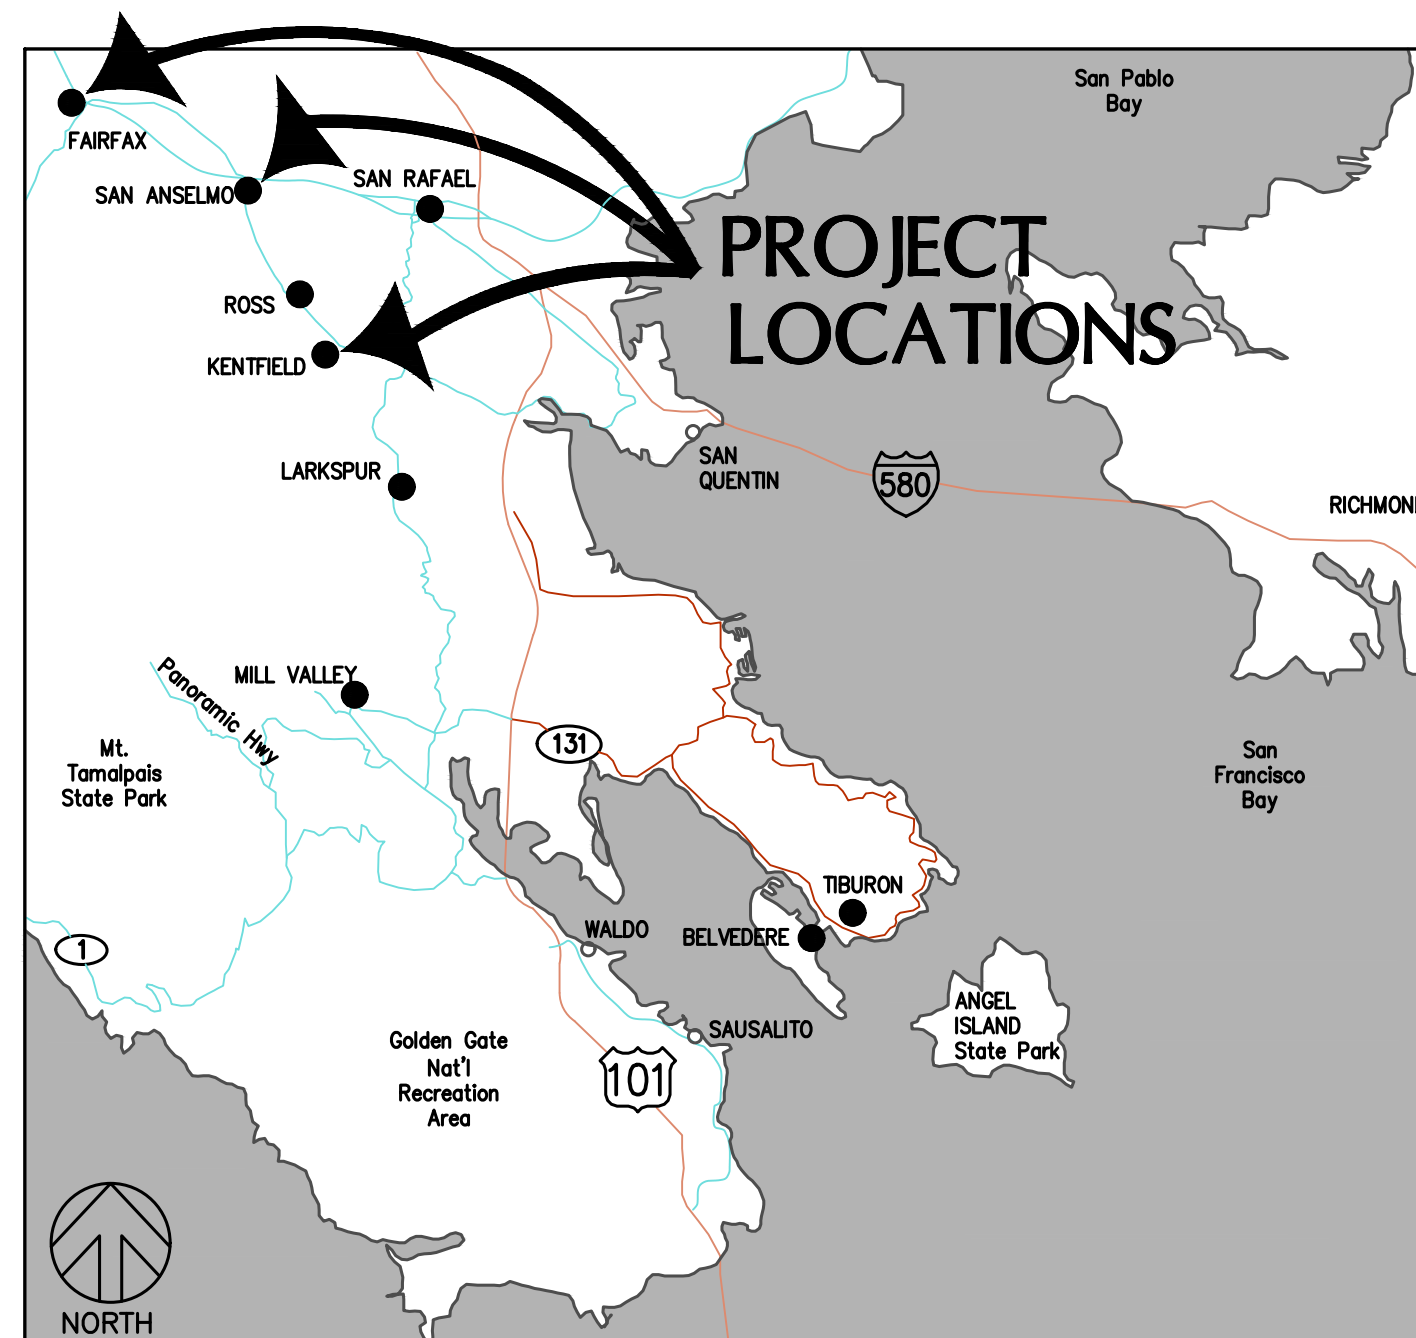 San Pablo
Bay
FAIRFAX
SAN ANSELMO
SAN RAFAEL
PROJECT
LOCATIONS
ROSS
KENTFIELD
LARKSPUR
SAN
QUENTIN
580
MILL VALLEY
Panoramic Hwy
131
Mt.
Tamalpais
State Park
San
Francisco
Bay
TIBURON
WALDO
BELVEDERE
1
ANGEL
ISLAND
State Park
SAUSALITO
Golden Gate
Nat'l
Recreation
Area
101
NORTH